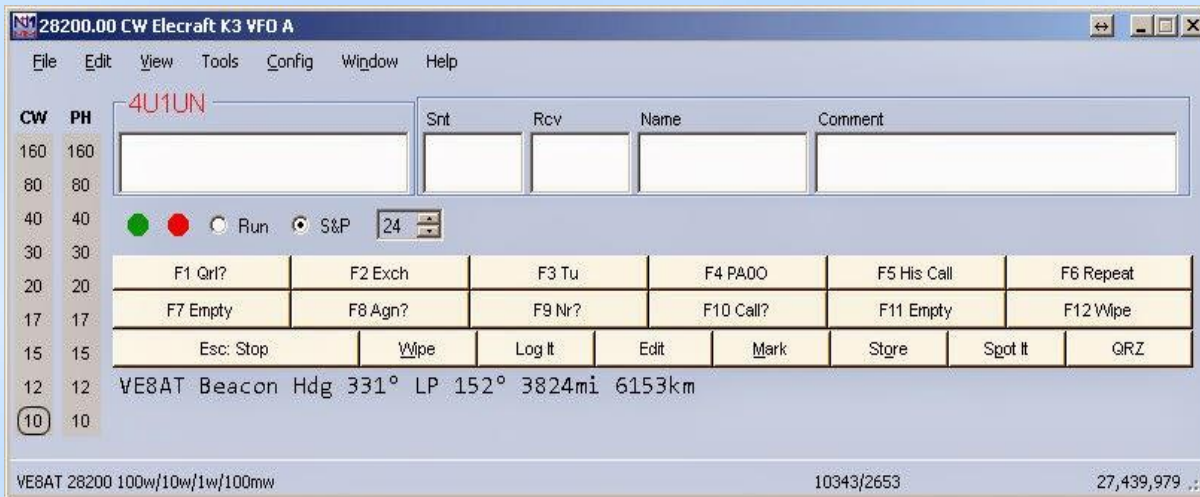 28200.00 CW Elecraft K3 VFO A
File Edit View Tools Config Window Help
CW PH 4U1UN Snt Rcv Name Comment
160 160
80 80
40 40 Run S&P 24
30 30
20 20
17 17
15 15
12 12
10 10
F1 Qrl? F2 Exch F3 Tu F4 PA0O F5 His Call F6 Repeat
F7 Empty F8 Agn? F9 Nr? F10 Call? F11 Empty F12 Wipe
Esc: Stop Wipe Log It Edit Mark Store Spot It QRZ
VE8AT Beacon Hdg 331° LP 152° 3824mi 6153km
VE8AT 28200 100w/10w/1w/100mw 10343/2653 27,439,979